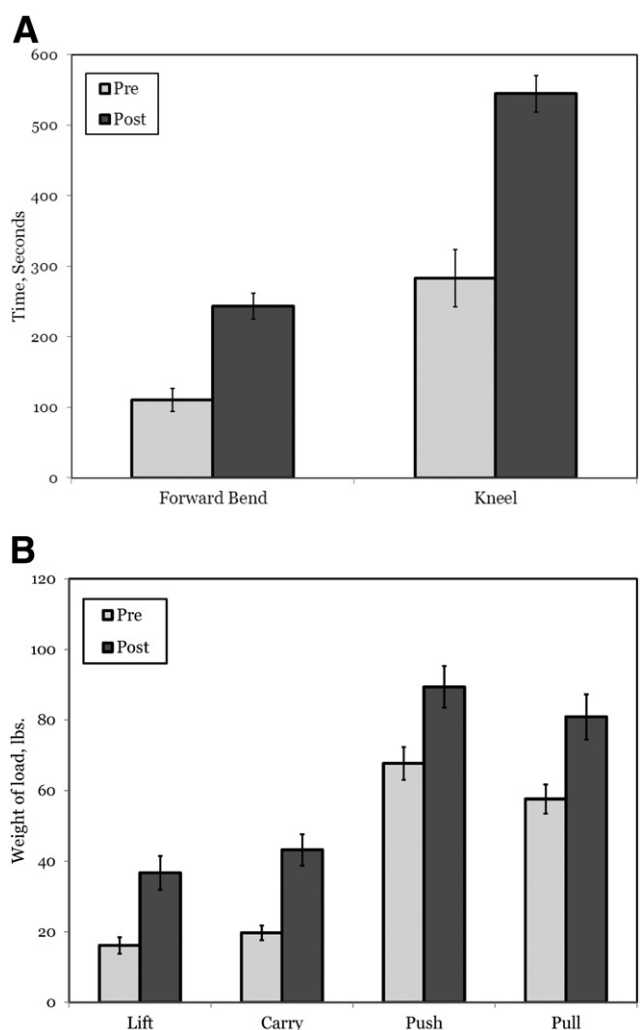 A
600
500
400
300
200
100
0
Time, Seconds
Pre
Post
Forward Bend Kneel
B
120
100
80
60
40
20
0
Weight of load, lbs.
Pre
Post
Lift Carry Push Pull